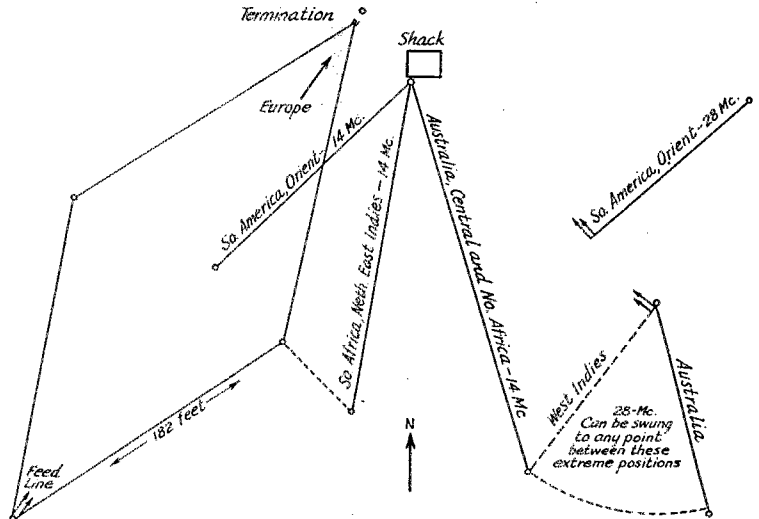 Termination
Shack
Europe
So. America, Orient - 14 Mc.
So Africa, Neth. East Indies - 14 Mc.
Australia, Central and No. Africa - 14 Mc
So. America, Orient - 28 Mc.
182 feet
Feed
Line
N
West Indies
Australia
28-Mc.
Can be swung
to any point
between these
extreme positions